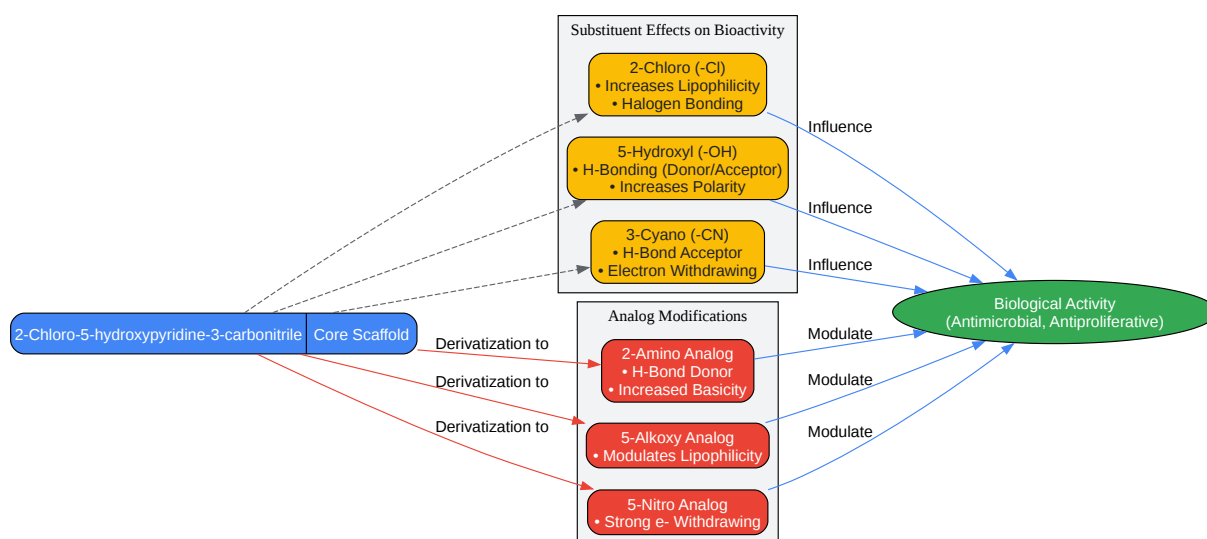 Substituent Effects on Bioactivity
2-Chloro (-Cl)
• Increases Lipophilicity
• Halogen Bonding
5-Hydroxyl (-OH)
• H-Bonding (Donor/Acceptor)
• Increases Polarity
3-Cyano (-CN)
• H-Bond Acceptor
• Electron Withdrawing
Influence
Influence
Influence
2-Chloro-5-hydroxypyridine-3-carbonitrile
Core Scaffold
Derivatization to
Derivatization to
Derivatization to
Analog Modifications
2-Amino Analog
• H-Bond Donor
• Increased Basicity
5-Alkoxy Analog
• Modulates Lipophilicity
5-Nitro Analog
• Strong e- Withdrawing
Modulate
Modulate
Modulate
Biological Activity
(Antimicrobial, Antiproliferative)